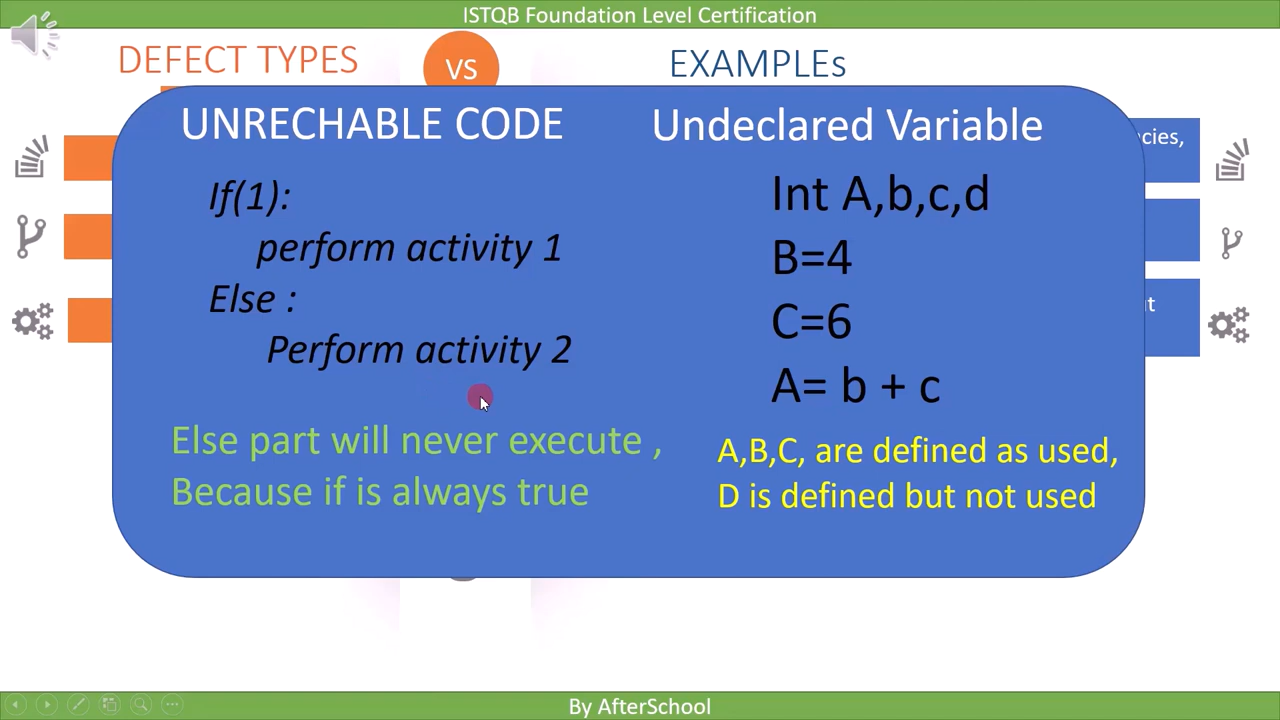 ISTQB Foundation Level Certification
DEFECT TYPES
VS
EXAMPLEs
UNRECHABLE CODE
If(1):
perform activity 1
Else :
Perform activity 2
Else part will never execute ,
Because if is always true
Undeclared Variable
Int A,b,c,d
B=4
C=6
A= b + c
A,B,C, are defined as used,
D is defined but not used
By AfterSchool